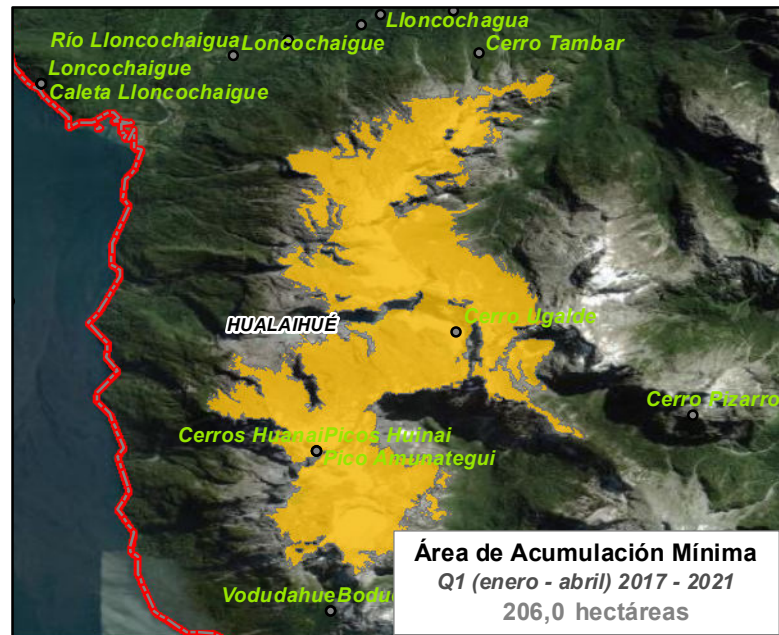 Lloncochagua
Río Lloncochaigua
Loncochaigue
Cerro Tambar
Loncochaigue
Caleta Lloncochaigue
HUALAIHUÉ
Cerro Ugalde
Cerro Pizarro
Cerros HuanaiPicos Huinai
Pico Amunategui
Área de Acumulación Mínima
Q1 (enero - abril) 2017 - 2021
206,0 hectáreas
Vodudahue